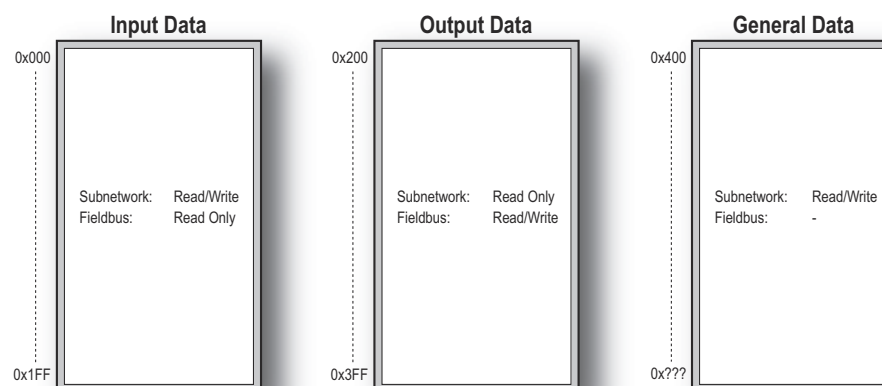 Input Data
0x000
Subnetwork: Read/Write
Fieldbus: Read Only
0x1FF
Output Data
0x200
Subnetwork: Read Only
Fieldbus: Read/Write
0x3FF
General Data
0x400
Subnetwork: Read/Write
Fieldbus: -
0x???